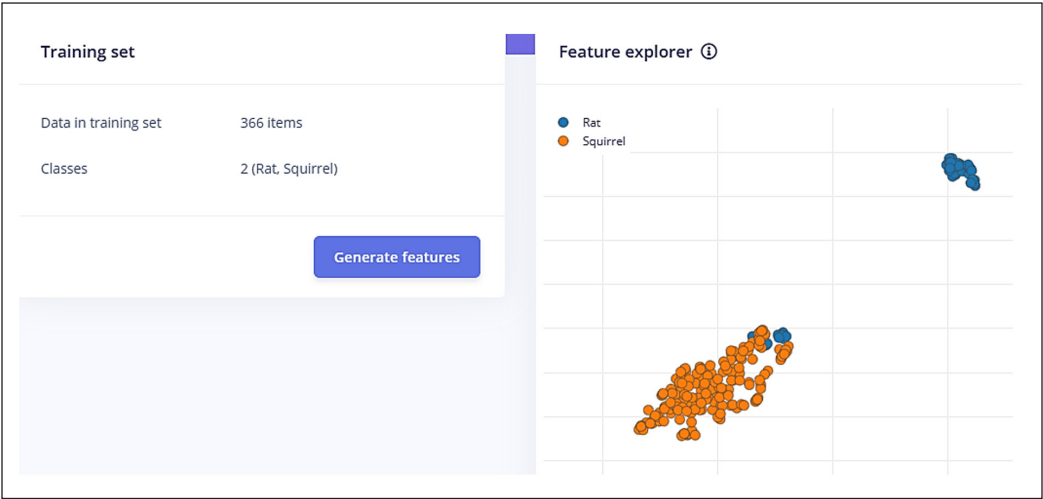 Training set
Data in training set 366 items
Classes 2 (Rat, Squirrel)
Generate features
Feature explorer
Rat
Squirrel